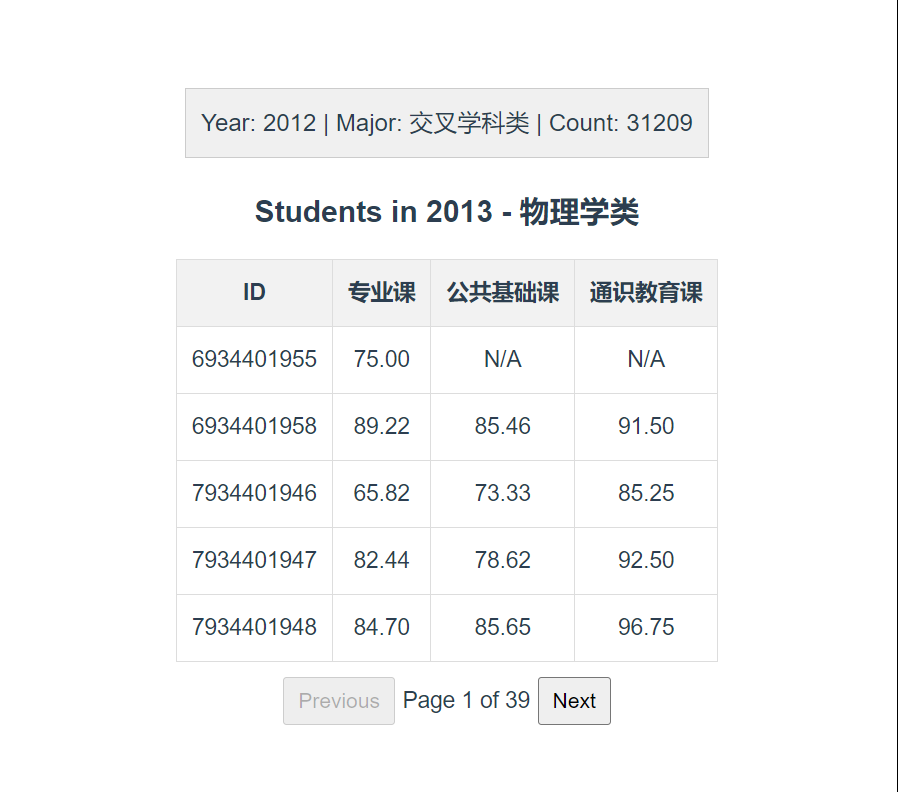 Year: 2012 | Major: 交叉学科类 | Count: 31209
Students in 2013 - 物理学类
ID 专业课 公共基础课 通识教育课
6934401955 75.00 N/A N/A
6934401958 89.22 85.46 91.50
7934401946 65.82 73.33 85.25
7934401947 82.44 78.62 92.50
7934401948 84.70 85.65 96.75
Previous Page 1 of 39 Next